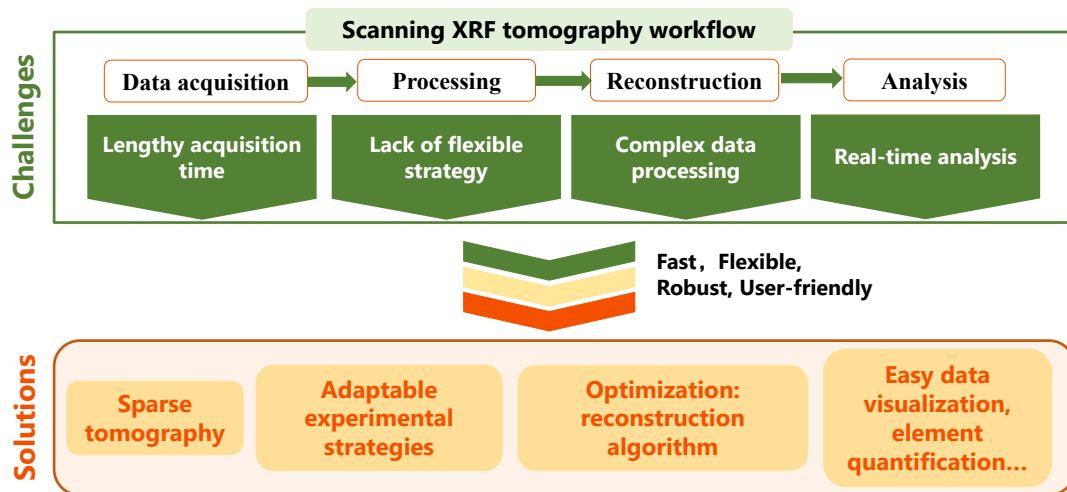 Scanning XRF tomography workflow
Challenges
Data acquisition
Processing
Reconstruction
Analysis
Lengthy acquisition
time
Lack of flexible
strategy
Complex data
processing
Real-time analysis
Fast, Flexible,
Robust, User-friendly
Solutions
Sparse
tomography
Adaptable
experimental
strategies
Optimization:
reconstruction
algorithm
Easy data
visualization,
element
quantification...